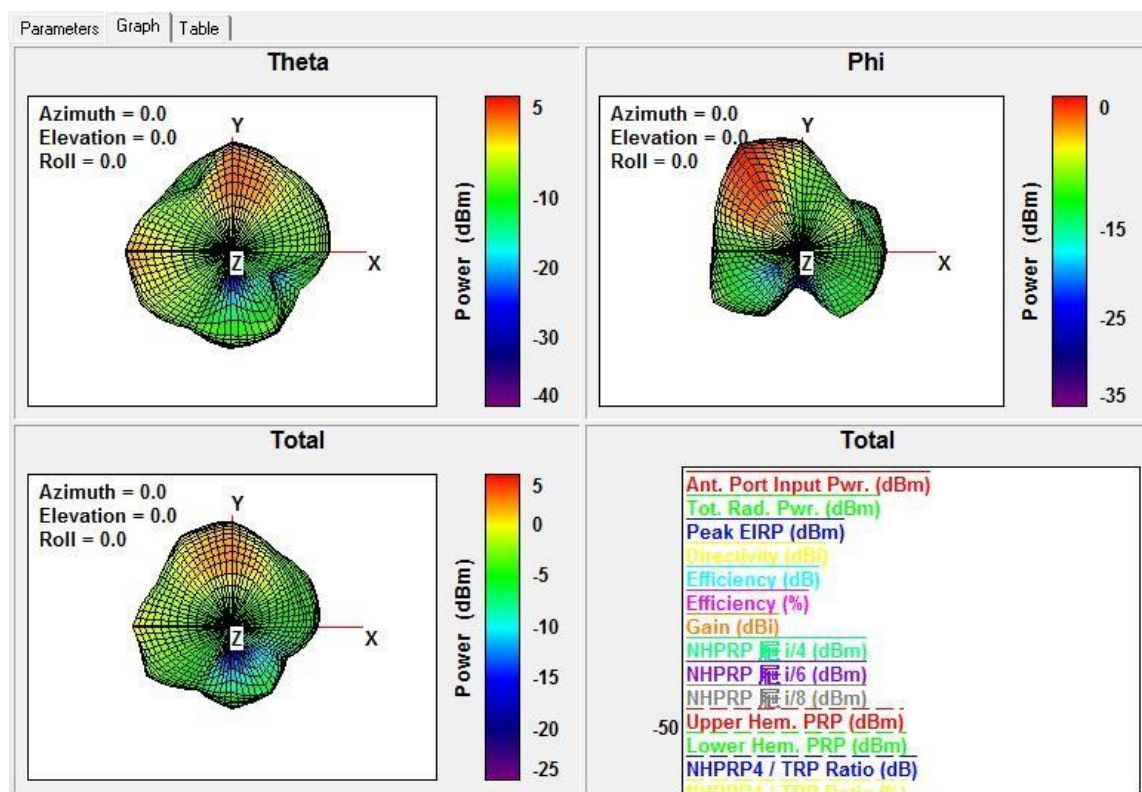 Parameters Graph Table
Theta
Azimuth = 0.0
Elevation = 0.0
Roll = 0.0
Y
Z
X
Power (dBm)
5
-10
-20
-30
-40
Phi
Azimuth = 0.0
Elevation = 0.0
Roll = 0.0
Y
Z
X
Power (dBm)
0
-15
-25
-35
Total
Azimuth = 0.0
Elevation = 0.0
Roll = 0.0
Y
Z
X
Power (dBm)
5
0
-5
-10
-15
-20
-25
Total
Ant. Port Input Pwr. (dBm)
Tot. Rad. Pwr. (dBm)
Peak EIRP (dBm)
Directivity (dBi)
Efficiency (dB)
Efficiency (%)
Gain (dBi)
NHPRP i/4 (dBm)
NHPRP i/6 (dBm)
NHPRP i/8 (dBm)
-50
Upper Hem. PRP (dBm)
Lower Hem. PRP (dBm)
NHPRP4 / TRP Ratio (dB)
NHPRP4 / TRP Ratio (%)